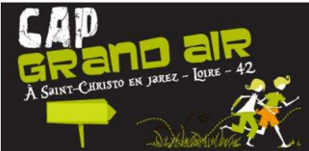 CAP
GRAND AIR
À SAINT-CHRISTO EN JAREZ - LOIRE - 42